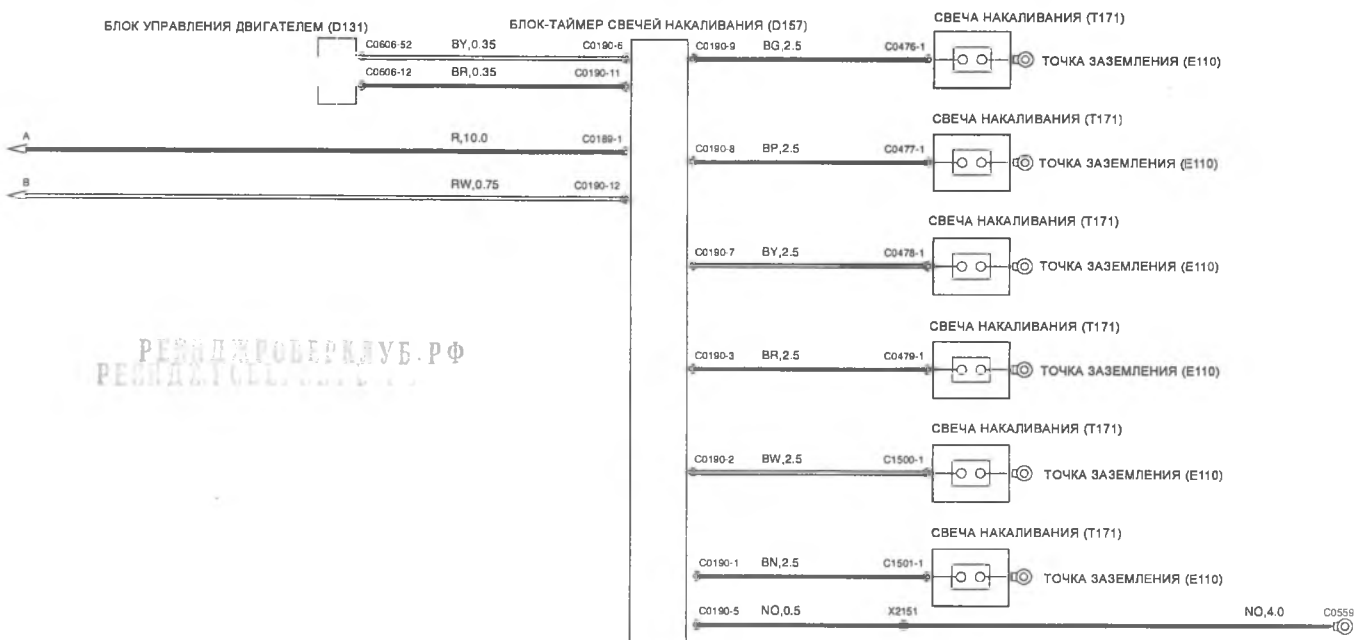 БЛОК УПРАВЛЕНИЯ ДВИГАТЕЛЕМ (D131)
БЛОК-ТАЙМЕР СВЕЧЕЙ НАКАЛИВАНИЯ (D157)
СВЕЧА НАКАЛИВАНИЯ (T171)
C0606-52 BY,0.35 C0190-6
C0190-9 BG,2.5 C0476-1
ТОЧКА ЗАЗЕМЛЕНИЯ (E110)
C0606-12 BR,0.35 C0190-11
СВЕЧА НАКАЛИВАНИЯ (T171)
A R,10.0 C0189-1
C0190-8 BP,2.5 C0477-1
ТОЧКА ЗАЗЕМЛЕНИЯ (E110)
B RW,0.75 C0190-12
СВЕЧА НАКАЛИВАНИЯ (T171)
C0190-7 BY,2.5 C0478-1
ТОЧКА ЗАЗЕМЛЕНИЯ (E110)
СВЕЧА НАКАЛИВАНИЯ (T171)
РЕЙНДЖРОВЕРКЛУБ.РФ
C0190-3 BR,2.5 C0479-1
ТОЧКА ЗАЗЕМЛЕНИЯ (E110)
СВЕЧА НАКАЛИВАНИЯ (T171)
C0190-2 BW,2.5 C1500-1
ТОЧКА ЗАЗЕМЛЕНИЯ (E110)
СВЕЧА НАКАЛИВАНИЯ (T171)
C0190-1 BN,2.5 C1501-1
ТОЧКА ЗАЗЕМЛЕНИЯ (E110)
C0190-5 NO,0.5 X2151 NO,4.0 C0559